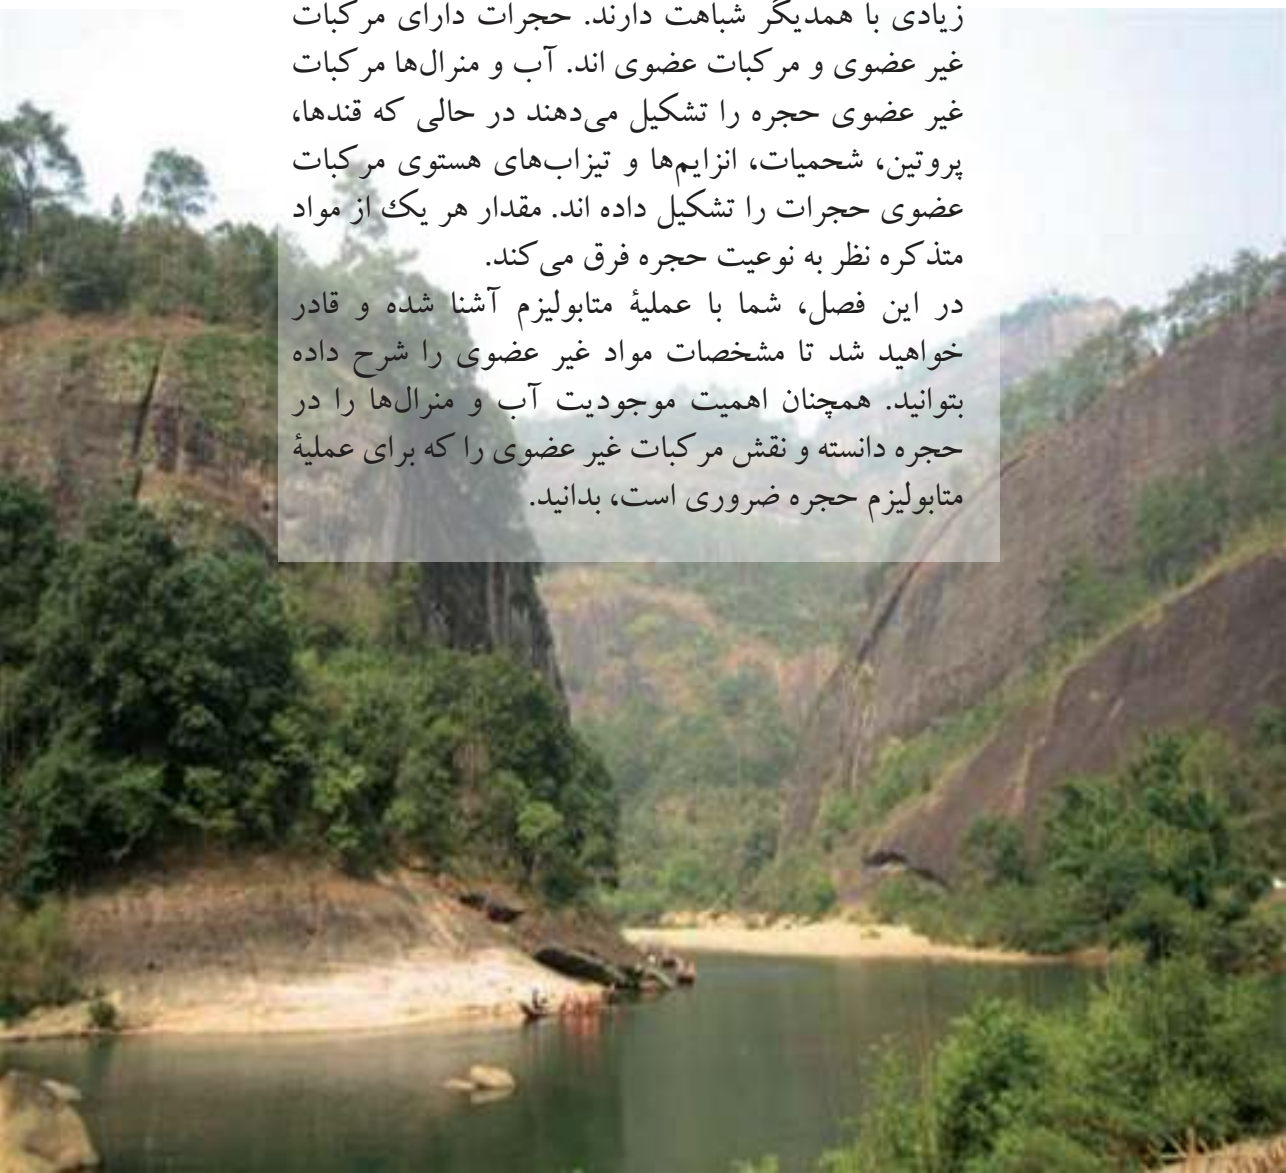 زیادی با همدیگر شباهت دارند. حجرات دارای مرکبات
غیر عضوی و مرکبات عضوی اند. آب و منرال‌ها مرکبات
غیر عضوی حجره را تشکیل می‌دهند در حالی که قندها،
پروتین، شحمیات، انزایم‌ها و تیزاب‌های هستوی مرکبات
عضوی حجرات را تشکیل داده اند. مقدار هر یک از مواد
متذکره نظر به نوعیت حجره فرق می‌کند.
در این فصل، شما با عملیۀ متابولیزم آشنا شده و قادر
خواهید شد تا مشخصات مواد غیر عضوی را شرح داده
بتوانید. همچنان اهمیت موجودیت آب و منرال‌ها را در
حجره دانسته و نقش مرکبات غیر عضوی را که برای عملیۀ
متابولیزم حجره ضروری است، بدانید.